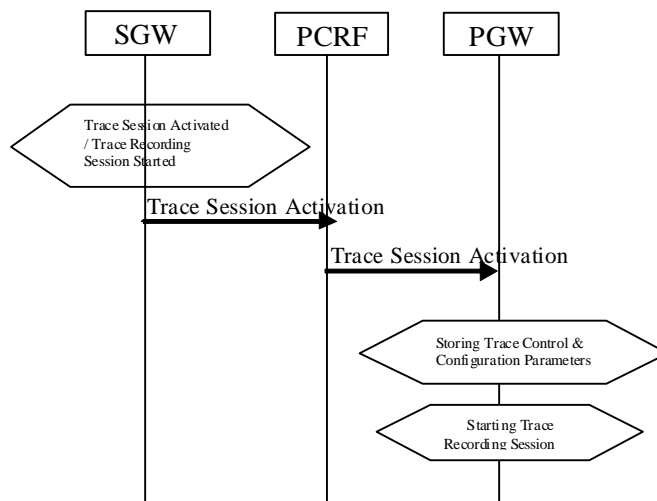 SGW
PCRF
PGW
Trace Session Activated
/ Trace Recording
Session Started
Trace Session Activation
Trace Session Activation
Storing Trace Control &
Configuration Parameters
Starting Trace
Recording Session